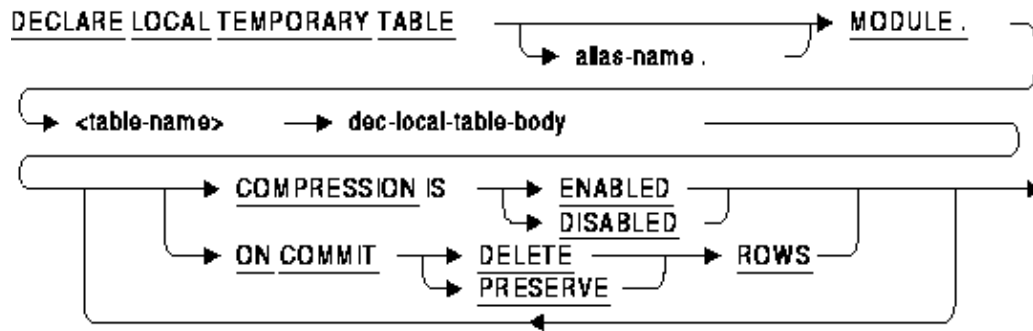 DECLARE LOCAL TEMPORARY TABLE MODULE .
alias-name .
<table-name> dec-local-table-body
COMPRESSION IS ENABLED
DISABLED
ON COMMIT DELETE ROWS
PRESERVE